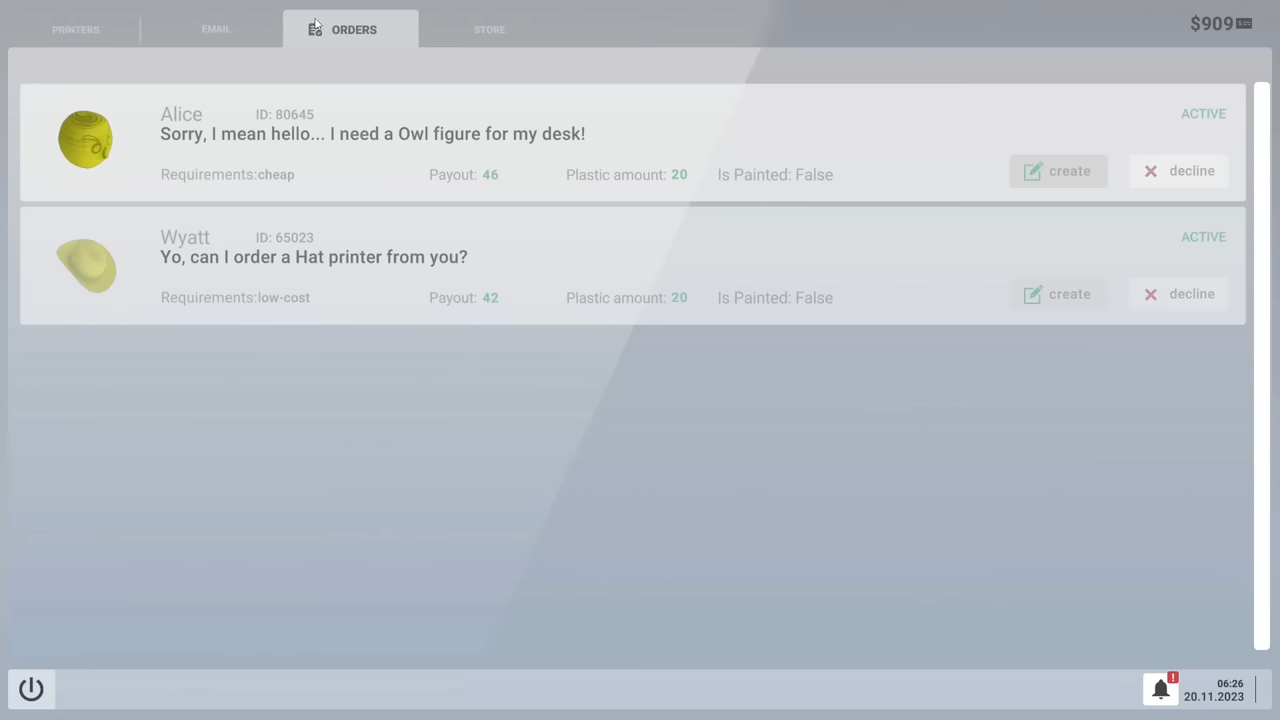 PRINTERS
EMAIL
ORDERS
STORE
$909
Alice ID: 80645
ACTIVE
Sorry, I mean hello... I need a Owl figure for my desk!
Requirements:cheap Payout: 46 Plastic amount: 20 Is Painted: False
create
decline
Wyatt ID: 65023
ACTIVE
Yo, can I order a Hat printer from you?
Requirements:low-cost Payout: 42 Plastic amount: 20 Is Painted: False
create
decline
!
06:26
20.11.2023